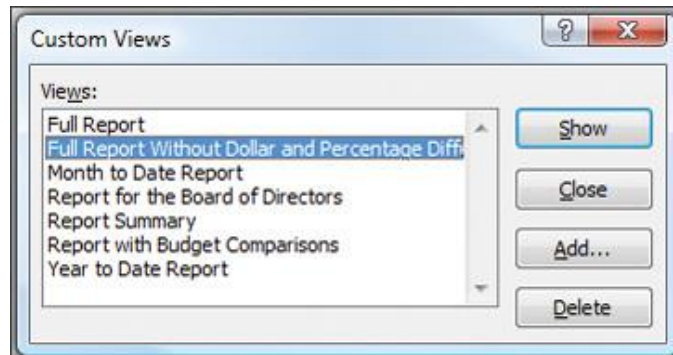 Custom Views
?
X
Views:
Full Report
Full Report Without Dollar and Percentage Diff
Month to Date Report
Report for the Board of Directors
Report Summary
Report with Budget Comparisons
Year to Date Report
Show
Close
Add...
Delete